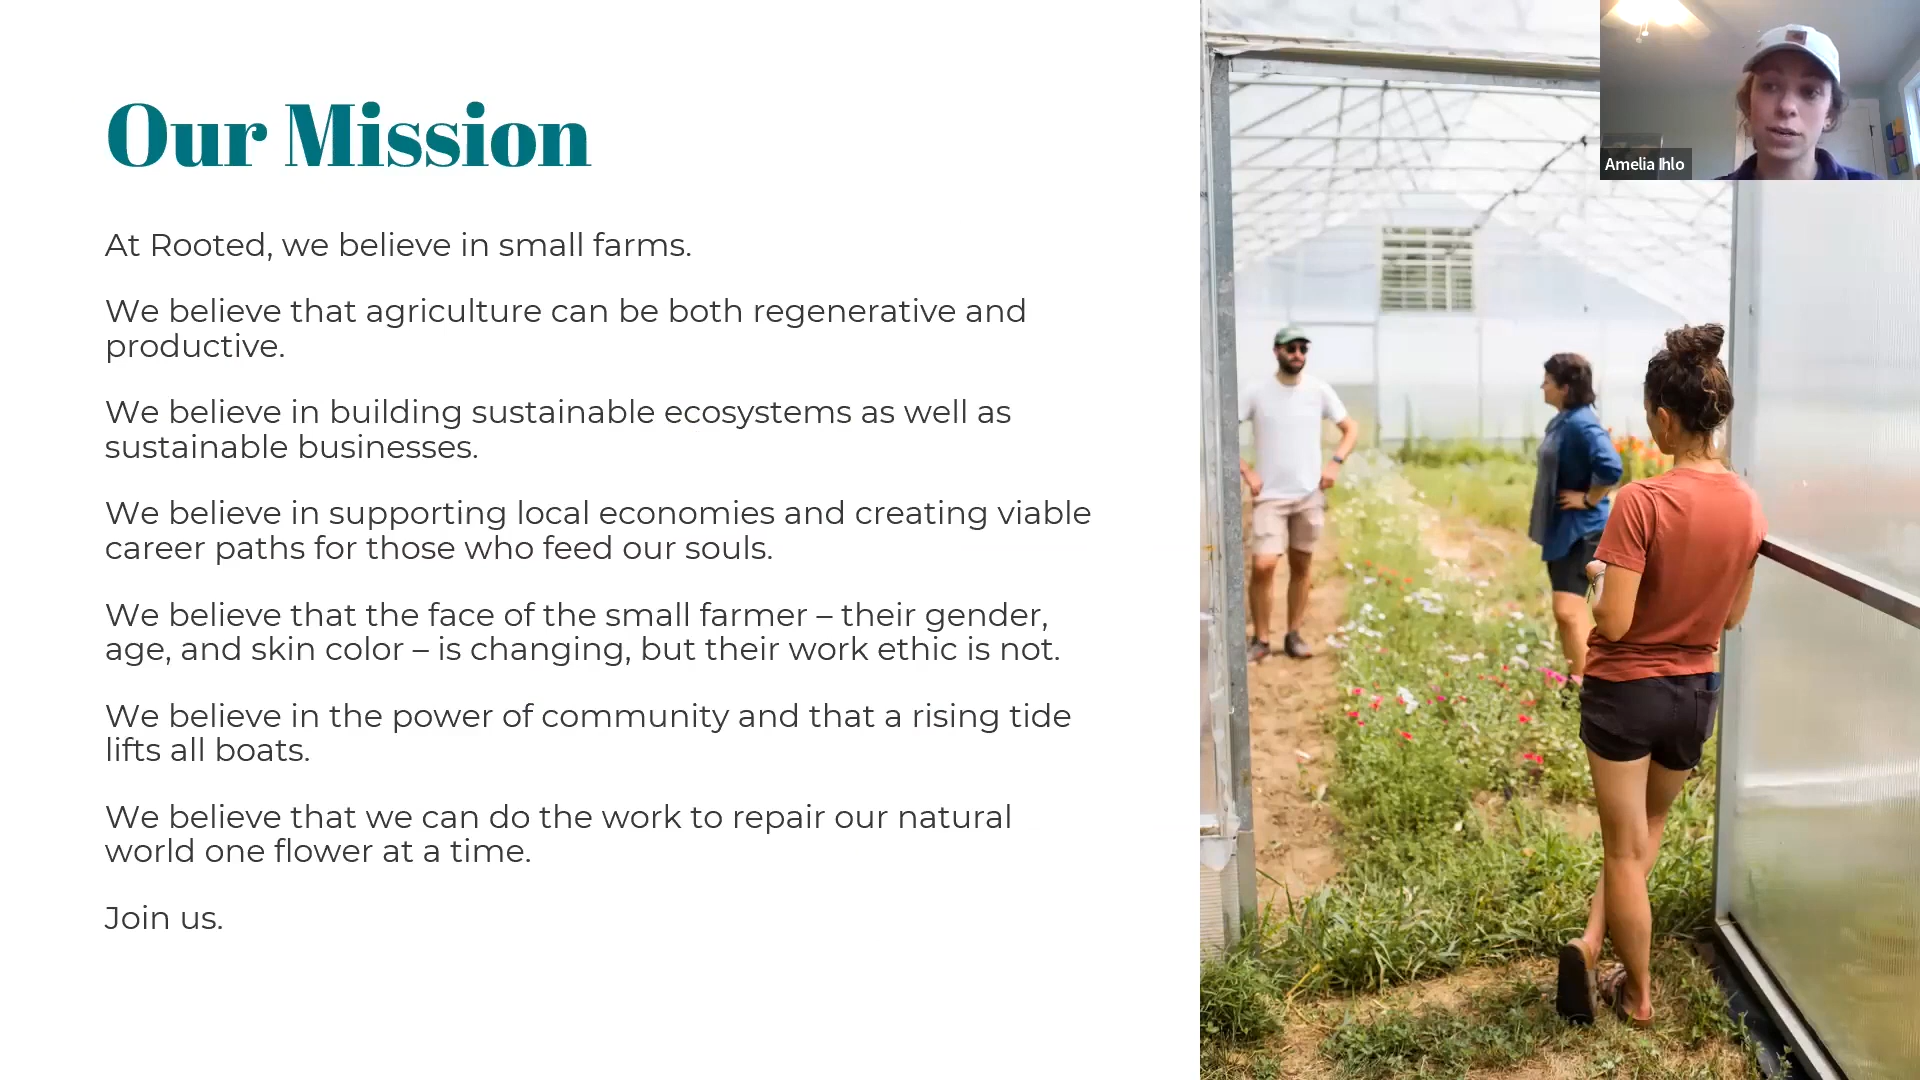 Our Mission
At Rooted, we believe in small farms.
We believe that agriculture can be both regenerative and
productive.
We believe in building sustainable ecosystems as well as
sustainable businesses.
We believe in supporting local economies and creating viable
career paths for those who feed our souls.
We believe that the face of the small farmer – their gender,
age, and skin color – is changing, but their work ethic is not.
We believe in the power of community and that a rising tide
lifts all boats.
We believe that we can do the work to repair our natural
world one flower at a time.
Join us.
Amelia Ihlo